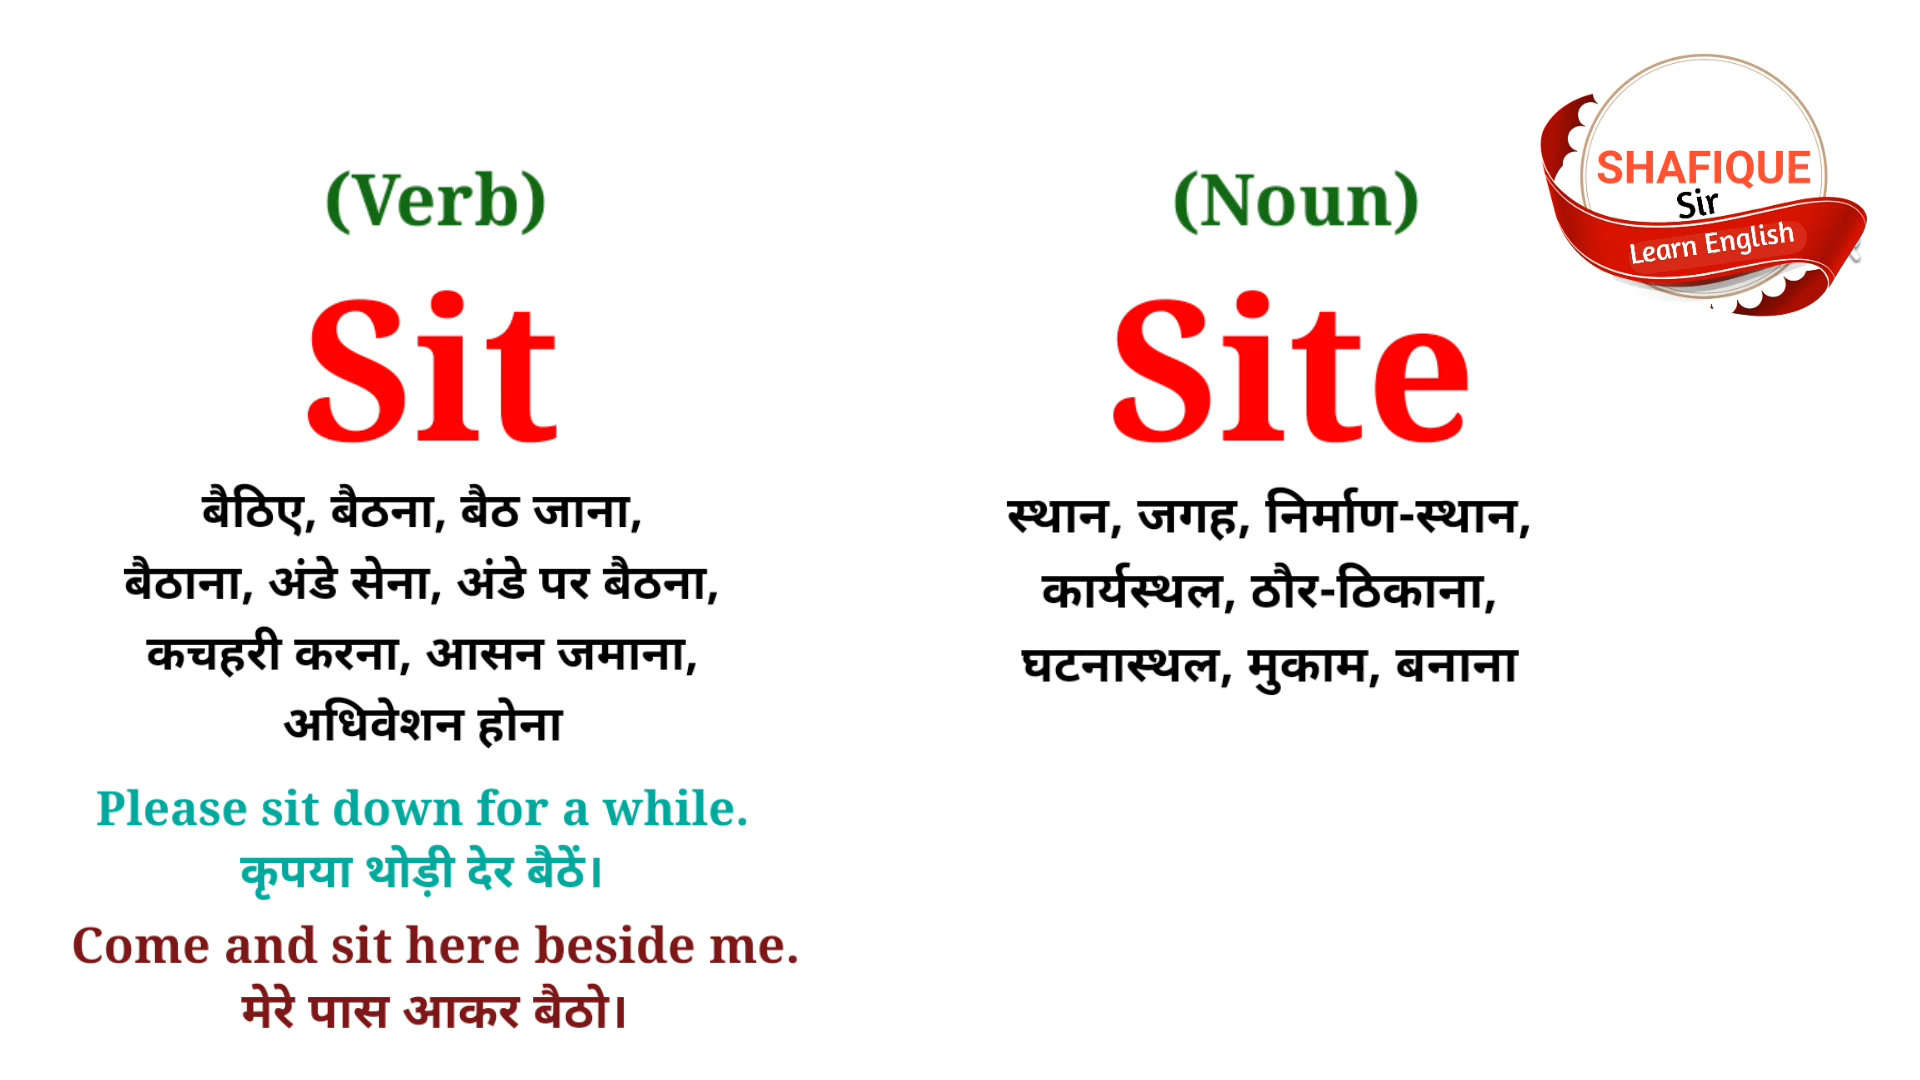 (Verb)
Sit
बैठिए, बैठना, बैठ जाना,
बैठाना, अंडे सेना, अंडे पर बैठना,
कचहरी करना, आसन जमाना,
अधिवेशन होना
Please sit down for a while.
कृपया थोड़ी देर बैठें।
Come and sit here beside me.
मेरे पास आकर बैठो।
(Noun)
Site
स्थान, जगह, निर्माण-स्थान,
कार्यस्थल, ठौर-ठिकाना,
घटनास्थल, मुकाम, बनाना
SHAFIQUE
Sir
Learn English